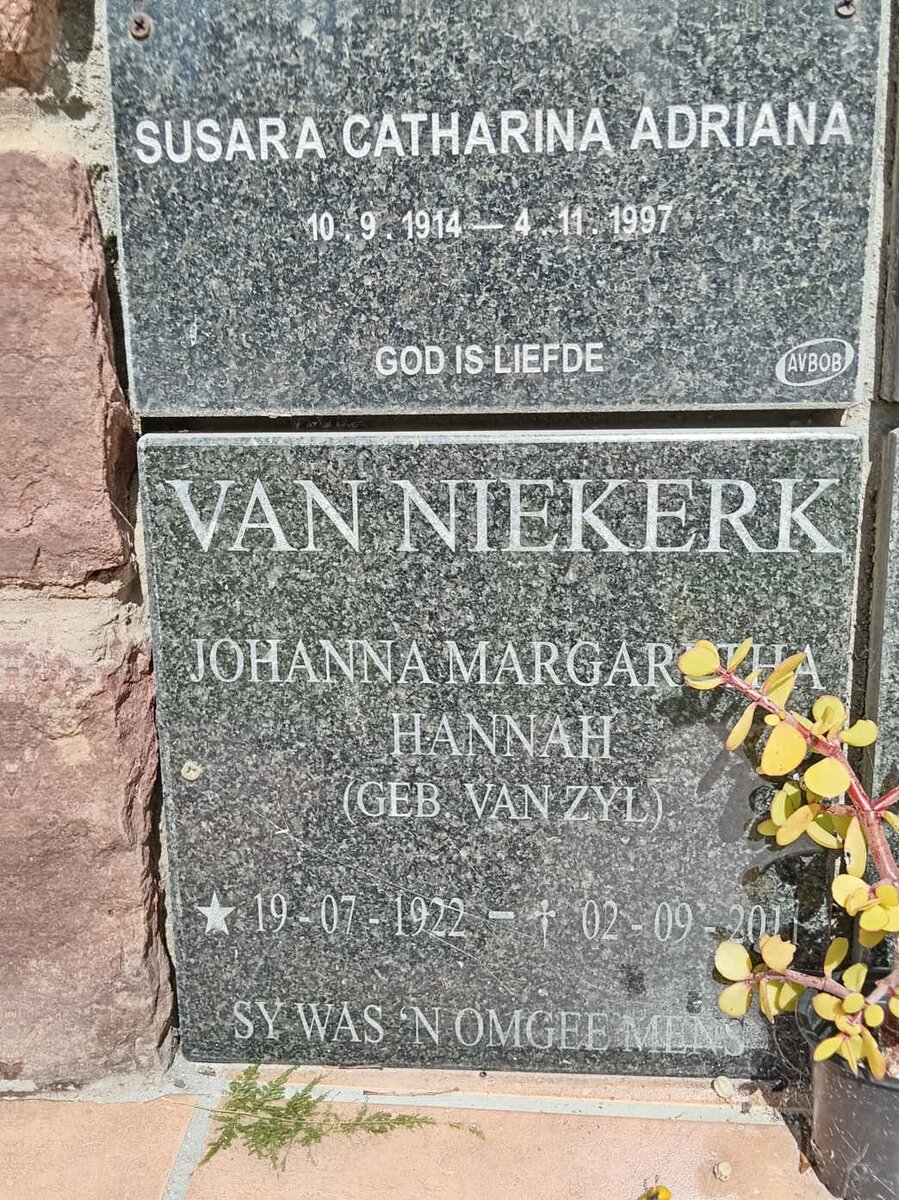 SUSARA CATHARINA ADRIANA
10.9.1914 — 4.11.1997
GOD IS LIEFDE
AVBOB
VAN NIEKERK
JOHANNA MARGARETHA
HANNAH
(GEB. VAN ZYL)
19-07-1922 - † 02-09-2011
SY WAS 'N OMGEE MENS